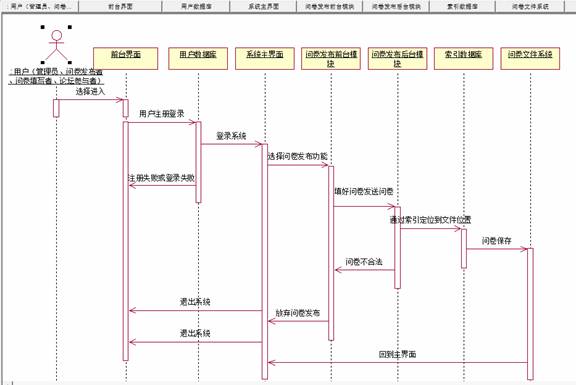 : 用户（管理员、问卷...
前台界面
用户数据库
系统主界面
问卷发布前台模块
问卷发布后台模块
索引数据库
问卷文件系统
: 用户（管理员、问卷发布者
、问卷填写者、论坛参与者）
前台界面
用户数据库
系统主界面
问卷发布前台模
块
问卷发布后台模
块
索引数据库
问卷文件系统
选择进入
用户注册登录
登录系统
选择问卷发布功能
注册失败或登录失败
填好问卷发送问卷
通过索引定位到文件位置
问卷保存
问卷不合法
退出系统
放弃问卷发布
退出系统
回到主界面